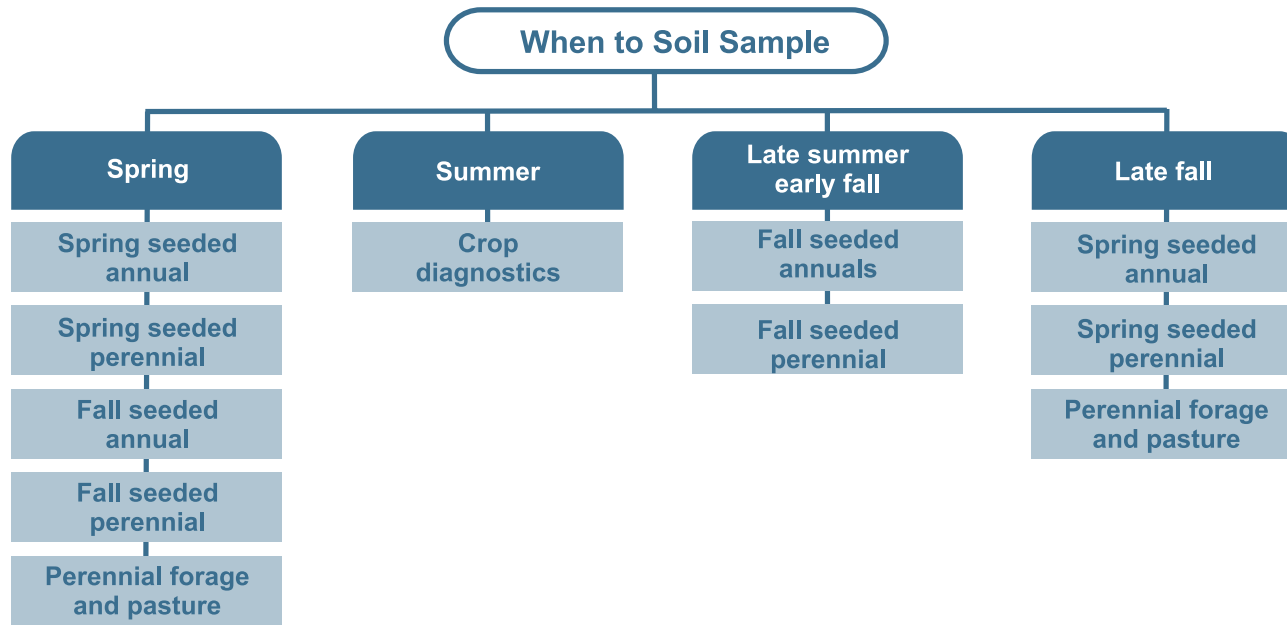 When to Soil Sample
Spring
Spring seeded
annual
Spring seeded
perennial
Fall seeded
annual
Fall seeded
perennial
Perennial forage
and pasture
Summer
Crop
diagnostics
Late summer
early fall
Fall seeded
annuals
Fall seeded
perennial
Late fall
Spring seeded
annual
Spring seeded
perennial
Perennial forage
and pasture